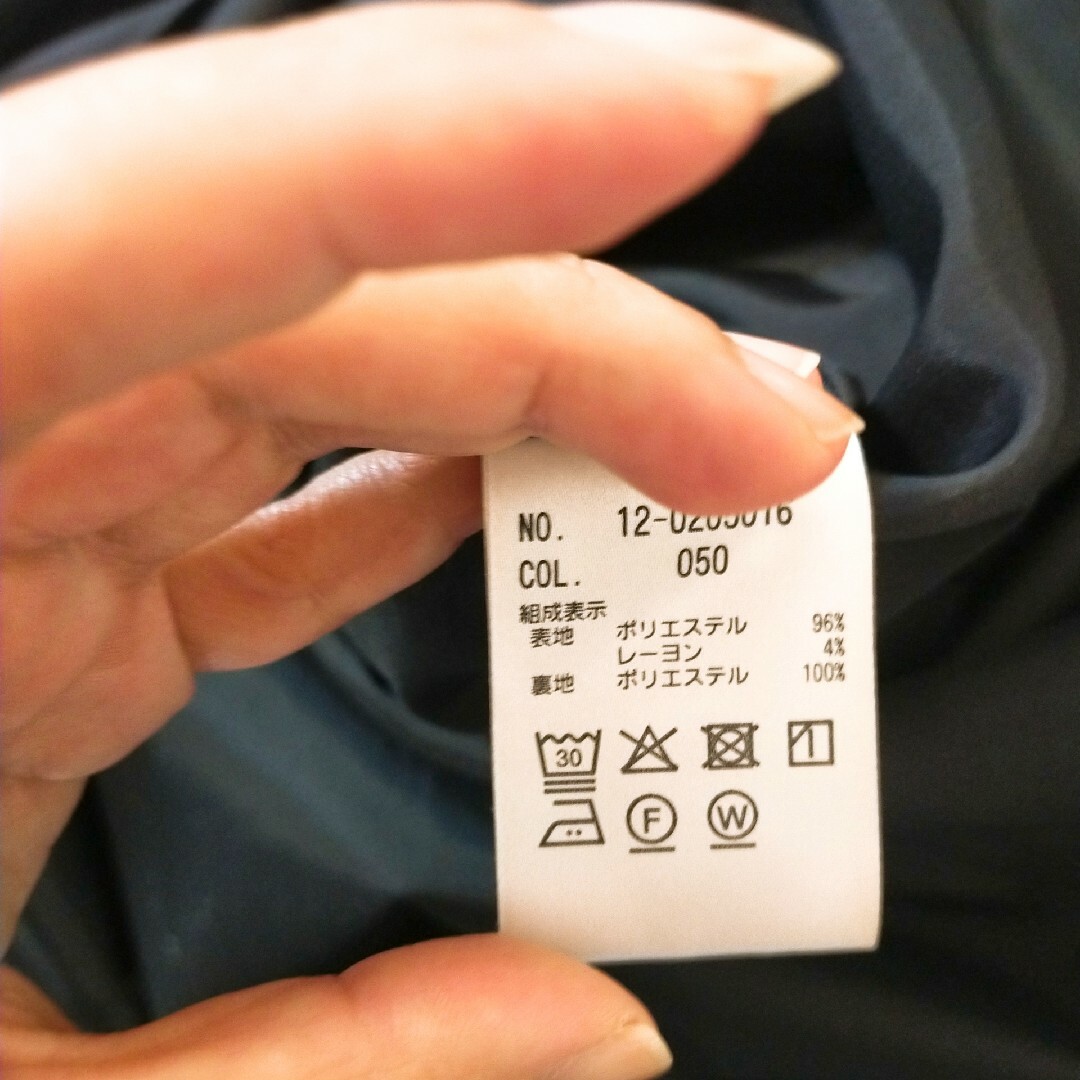 NO.
COL. 050
組成表示
表地 ポリエステル 96%
レーヨン 4%
裏地 ポリエステル 100%
30
F W